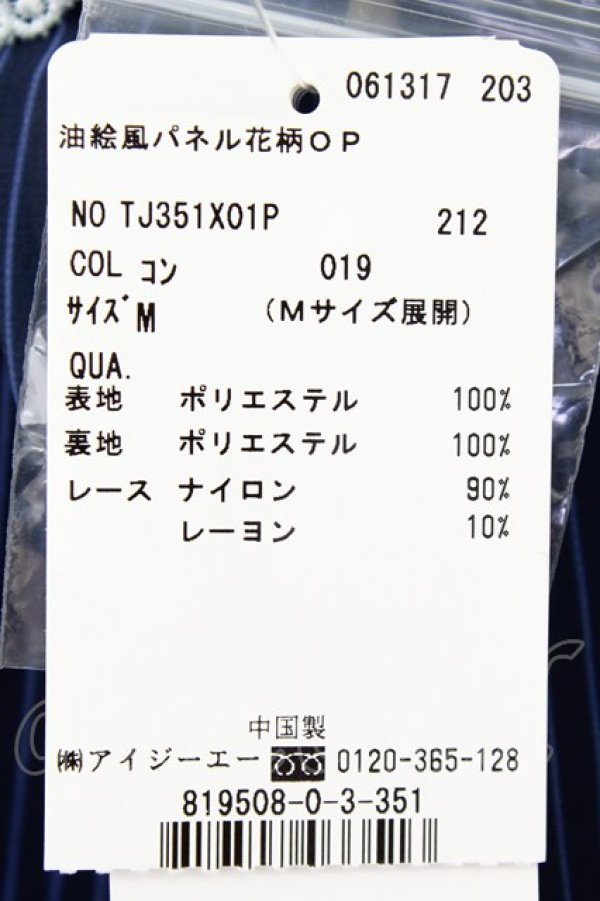 061317 203
油絵風パネル花柄OP
NO TJ351X01P 212
COL コン 019
サイズ M (Mサイズ展開)
QUA.
表地 ポリエステル 100%
裏地 ポリエステル 100%
レース ナイロン 90%
レーヨン 10%
中国製
㈱アイジーエー 0120-365-128
819508-0-3-351